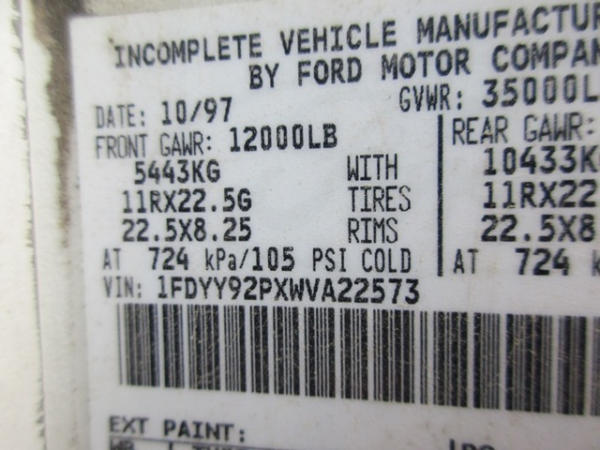 INCOMPLETE VEHICLE MANUFACTUR
BY FORD MOTOR COMPAN
DATE: 10/97 GVWR: 35000L
FRONT GAWR: 12000LB REAR GAWR:
5443KG WITH 10433K
11RX22.5G TIRES 11RX22
22.5X8.25 RIMS 22.5X8
AT 724 kPa/105 PSI COLD AT 724 k
VIN: 1FDYY92PXWVA22573
EXT PAINT: